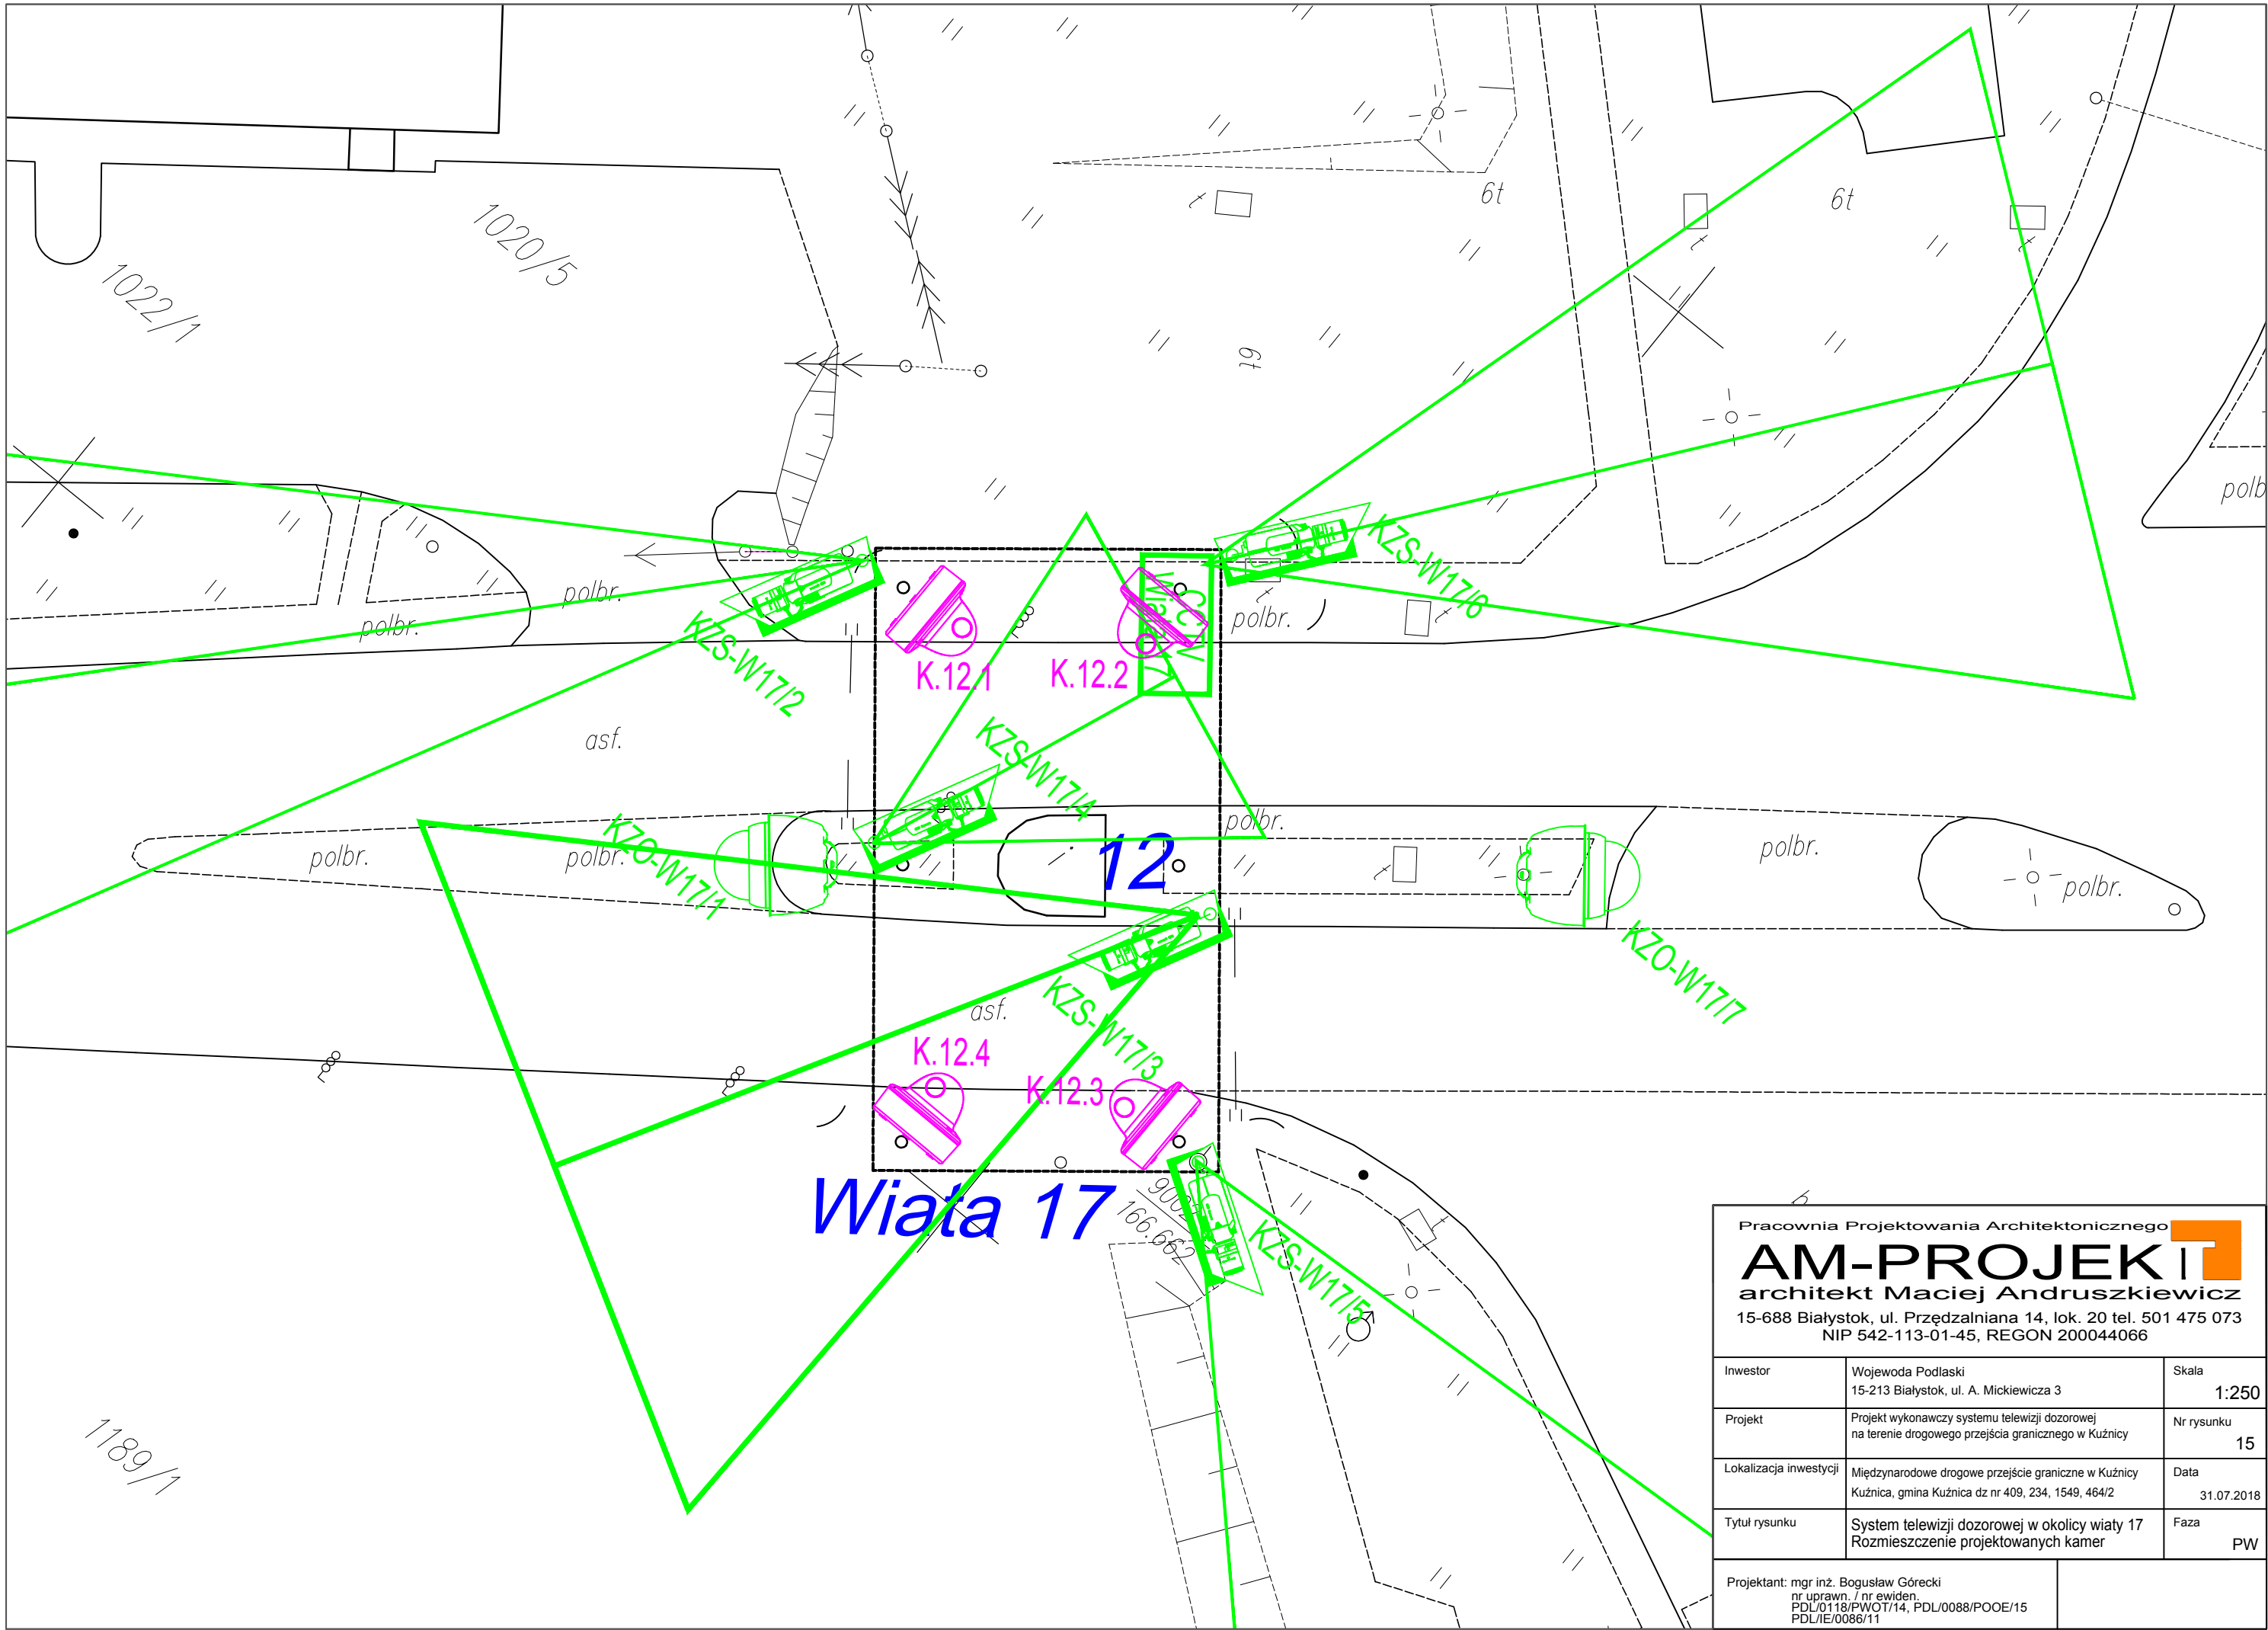 1022/1
1020/5
6t
6t
6t
polb
polbr.
polbr.
KZS-W17/2
K.12.1
K.12.2
CCTV
Wiata 17
polbr.
KZS-W17/6
asf.
KZS-W17/4
polbr.
polbr.
KZO-W17/1
12
polbr.
polbr.
polbr.
KZO-W17/7
asf.
KZS-W17/3
K.12.4
K.12.3
Wiata 17
166.662
KZS-W17/5
1189/1
Pracownia Projektowania Architektonicznego
AM-PROJEKT
architekt Maciej Andruszkiewicz
15-688 Białystok, ul. Przędzalniana 14, lok. 20 tel. 501 475 073
NIP 542-113-01-45, REGON 200044066
Inwestor
Wojewoda Podlaski
15-213 Białystok, ul. A. Mickiewicza 3
Skala
1:250
Projekt
Projekt wykonawczy systemu telewizji dozorowej
na terenie drogowego przejścia granicznego w Kuźnicy
Nr rysunku
15
Lokalizacja inwestycji
Międzynarodowe drogowe przejście graniczne w Kuźnicy
Kuźnica, gmina Kuźnica dz nr 409, 234, 1549, 464/2
Data
31.07.2018
Tytuł rysunku
System telewizji dozorowej w okolicy wiaty 17
Rozmieszczenie projektowanych kamer
Faza
PW
Projektant: mgr inż. Bogusław Górecki
nr uprawn. / nr ewiden.
PDL/0118/PWOT/14, PDL/0088/POOE/15
PDL/IE/0086/11